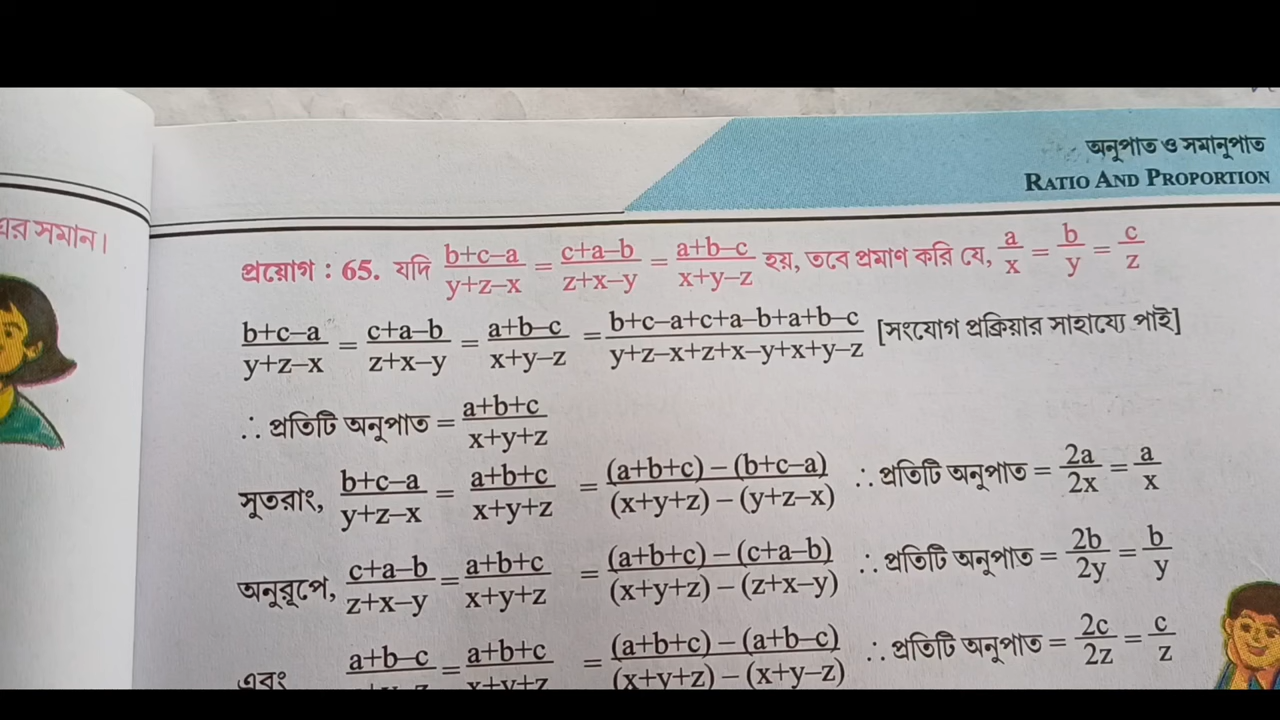 ঘর সমান।
অনুপাত ও সমানুপাত
RATIO AND PROPORTION
প্রয়োগ : 65. যদি (b+c–a)/(y+z–x) = (c+a–b)/(z+x–y) = (a+b–c)/(x+y–z) হয়, তবে প্রমাণ করি যে, a/x = b/y = c/z
(b+c–a)/(y+z–x) = (c+a–b)/(z+x–y) = (a+b–c)/(x+y–z) = (b+c–a+c+a–b+a+b–c)/(y+z–x+z+x–y+x+y–z) [সংযোগ প্রক্রিয়ার সাহায্যে পাই]
∴ প্রতিটি অনুপাত = (a+b+c)/(x+y+z)
সুতরাং, (b+c–a)/(y+z–x) = (a+b+c)/(x+y+z) = ((a+b+c) – (b+c–a))/((x+y+z) – (y+z–x)) ∴ প্রতিটি অনুপাত = 2a/2x = a/x
অনুরূপে, (c+a–b)/(z+x–y) = (a+b+c)/(x+y+z) = ((a+b+c) – (c+a–b))/((x+y+z) – (z+x–y)) ∴ প্রতিটি অনুপাত = 2b/2y = b/y
এবং (a+b–c)/(x+y–z) = (a+b+c)/(x+y+z) = ((a+b+c) – (a+b–c))/((x+y+z) – (x+y–z)) ∴ প্রতিটি অনুপাত = 2c/2z = c/z